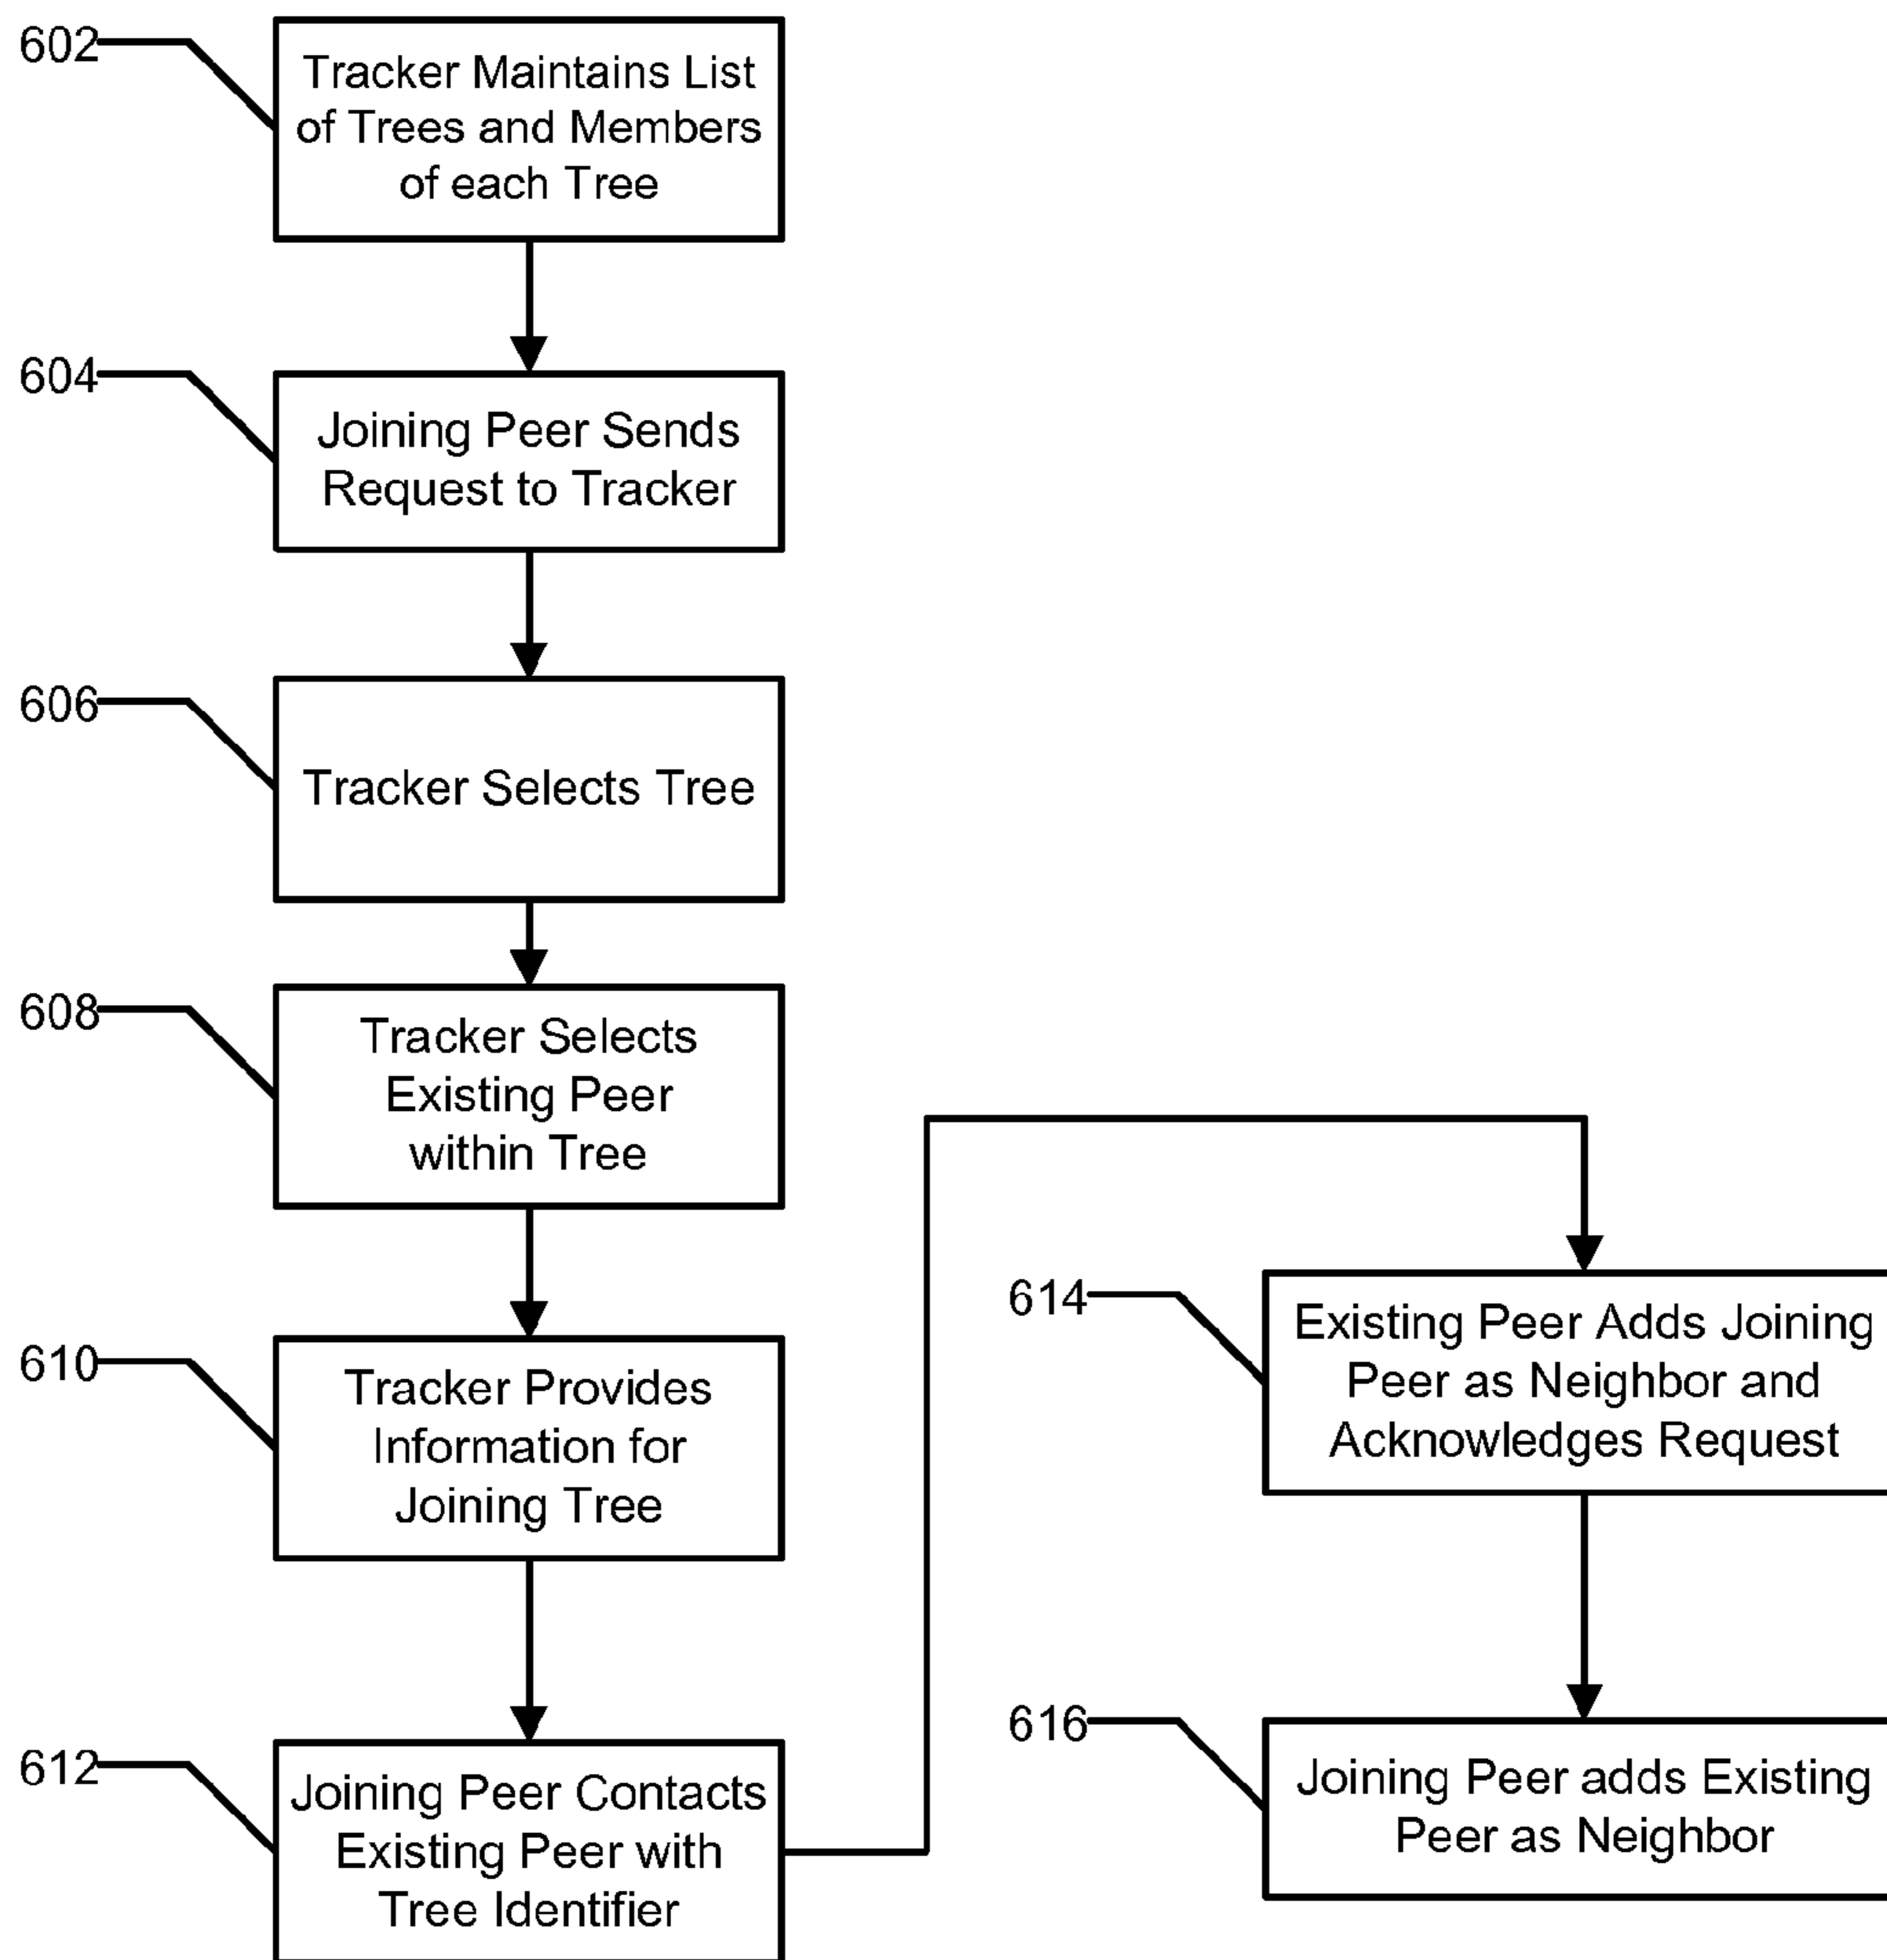 602
Tracker Maintains List
of Trees and Members
of each Tree
604
Joining Peer Sends
Request to Tracker
606
Tracker Selects Tree
608
Tracker Selects
Existing Peer
within Tree
610
Tracker Provides
Information for
Joining Tree
612
Joining Peer Contacts
Existing Peer with
Tree Identifier
614
Existing Peer Adds Joining
Peer as Neighbor and
Acknowledges Request
616
Joining Peer adds Existing
Peer as Neighbor